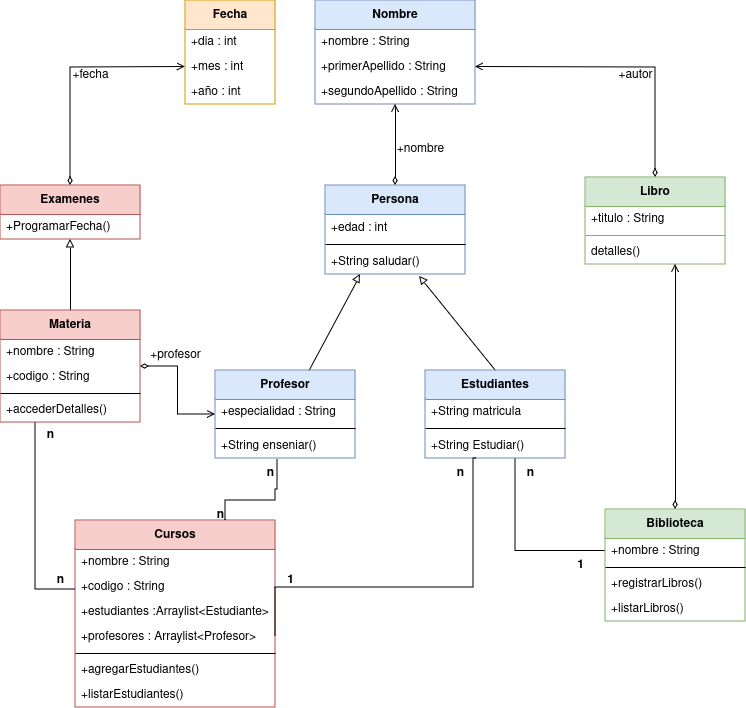 Fecha
+dia : int
+mes : int
+año : int
Nombre
+nombre : String
+primerApellido : String
+segundoApellido : String
+fecha
+autor
+nombre
Examenes
+ProgramarFecha()
Persona
+edad : int
+String saludar()
Libro
+titulo : String
detalles()
Materia
+nombre : String
+codigo : String
+accederDetalles()
+profesor
Profesor
+especialidad : String
+String enseniar()
Estudiantes
+String matricula
+String Estudiar()
n
n
n
n
n
n
1
1
Cursos
+nombre : String
+codigo : String
+estudiantes :Arraylist<Estudiante>
+profesores : Arraylist<Profesor>
+agregarEstudiantes()
+listarEstudiantes()
Biblioteca
+nombre : String
+registrarLibros()
+listarLibros()